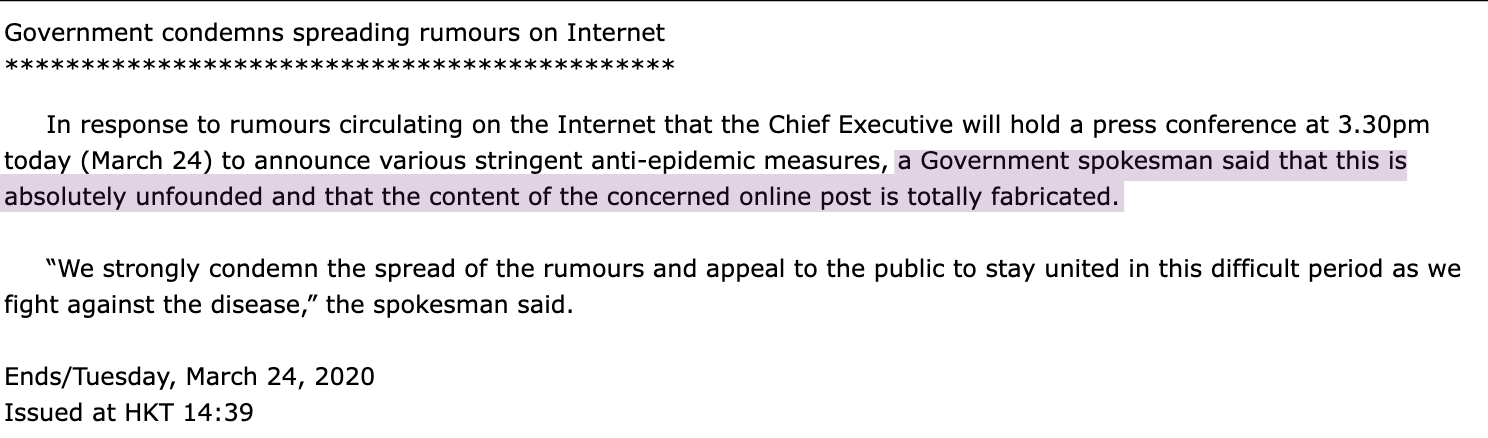 Government condemns spreading rumours on Internet
********************************************
In response to rumours circulating on the Internet that the Chief Executive will hold a press conference at 3.30pm
today (March 24) to announce various stringent anti-epidemic measures, a Government spokesman said that this is
absolutely unfounded and that the content of the concerned online post is totally fabricated.
“We strongly condemn the spread of the rumours and appeal to the public to stay united in this difficult period as we
fight against the disease,” the spokesman said.
Ends/Tuesday, March 24, 2020
Issued at HKT 14:39